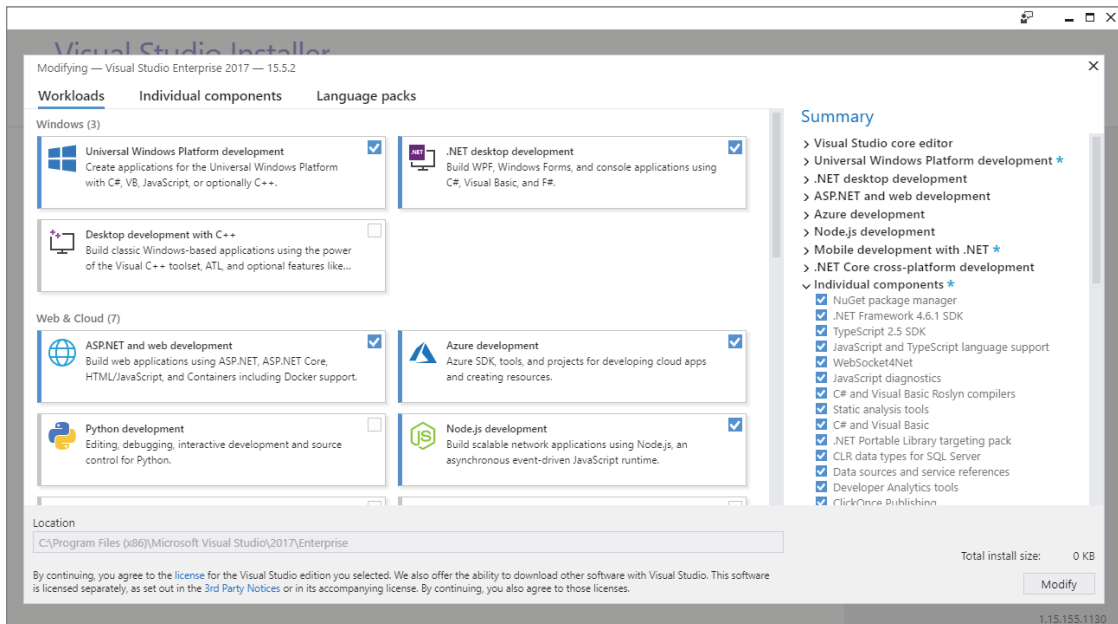 Visual Studio Installer
Modifying — Visual Studio Enterprise 2017 — 15.5.2
Workloads Individual components Language packs
Windows (3)
Universal Windows Platform development
Create applications for the Universal Windows Platform
with C#, VB, JavaScript, or optionally C++.
.NET
.NET desktop development
Build WPF, Windows Forms, and console applications using
C#, Visual Basic, and F#.
Desktop development with C++
Build classic Windows-based applications using the power
of the Visual C++ toolset, ATL, and optional features like...
Web & Cloud (7)
ASP.NET and web development
Build web applications using ASP.NET, ASP.NET Core,
HTML/JavaScript, and Containers including Docker support.
Azure development
Azure SDK, tools, and projects for developing cloud apps
and creating resources.
Python development
Editing, debugging, interactive development and source
control for Python.
JS
Node.js development
Build scalable network applications using Node.js, an
asynchronous event-driven JavaScript runtime.
Summary
Visual Studio core editor
Universal Windows Platform development *
.NET desktop development
ASP.NET and web development
Azure development
Node.js development
Mobile development with .NET *
.NET Core cross-platform development
Individual components *
NuGet package manager
.NET Framework 4.6.1 SDK
TypeScript 2.5 SDK
JavaScript and TypeScript language support
WebSocket4Net
JavaScript diagnostics
C# and Visual Basic Roslyn compilers
Static analysis tools
C# and Visual Basic
.NET Portable Library targeting pack
CLR data types for SQL Server
Data sources and service references
Developer Analytics tools
ClickOnce Publishing
Location
C:\Program Files (x86)\Microsoft Visual Studio\2017\Enterprise
By continuing, you agree to the license for the Visual Studio edition you selected. We also offer the ability to download other software with Visual Studio. This software
is licensed separately, as set out in the 3rd Party Notices or in its accompanying license. By continuing, you also agree to those licenses.
Total install size: 0 KB
Modify
1.15.155.1130